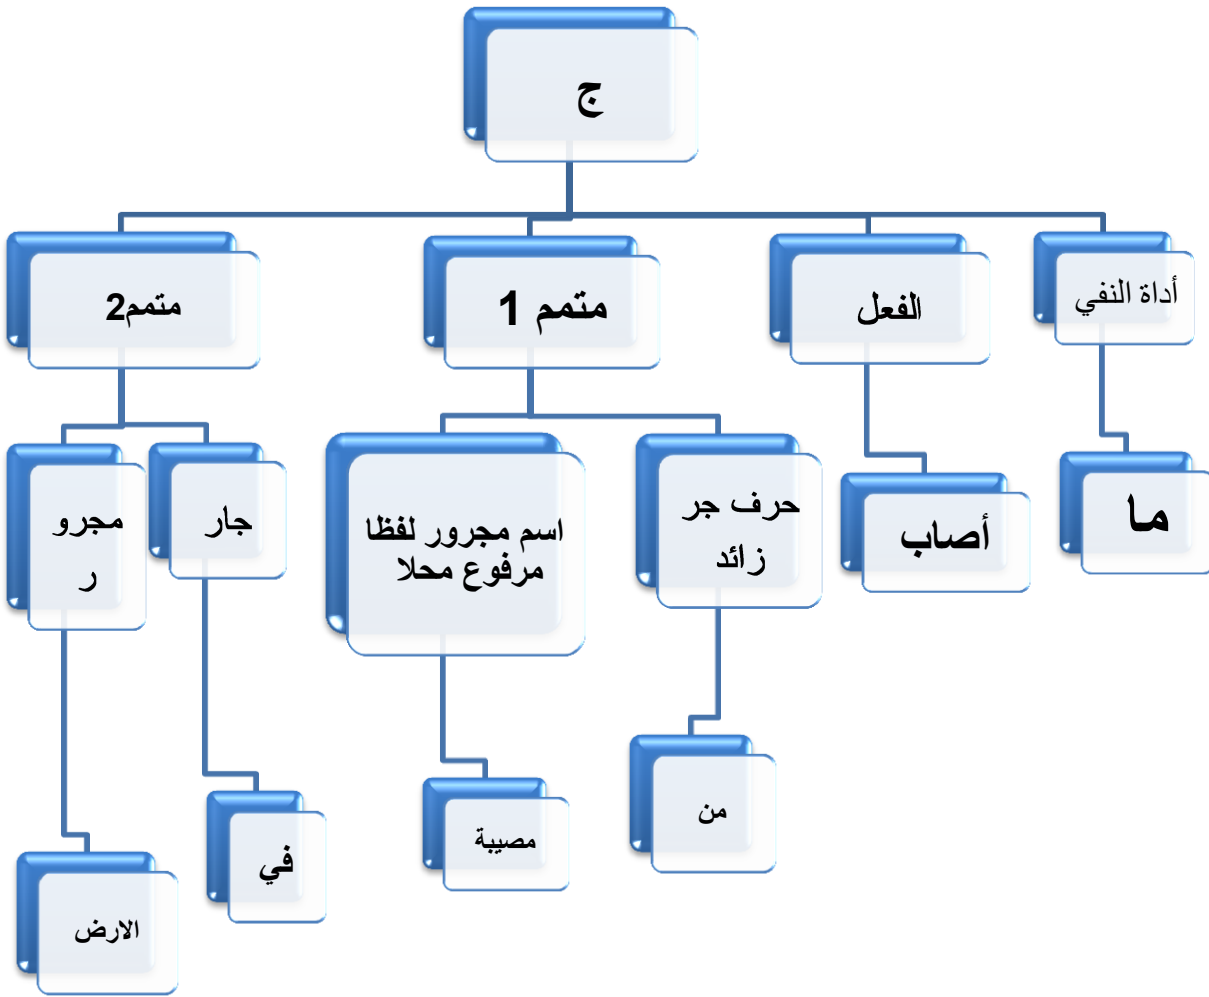 ج
أداة النفي
الفعل
متمم 1
متمم2
ما
أصاب
حرف جر
زائد
اسم مجرور لفظا
مرفوع محلا
جار
مجرو
ر
من
مصيبة
في
الارض